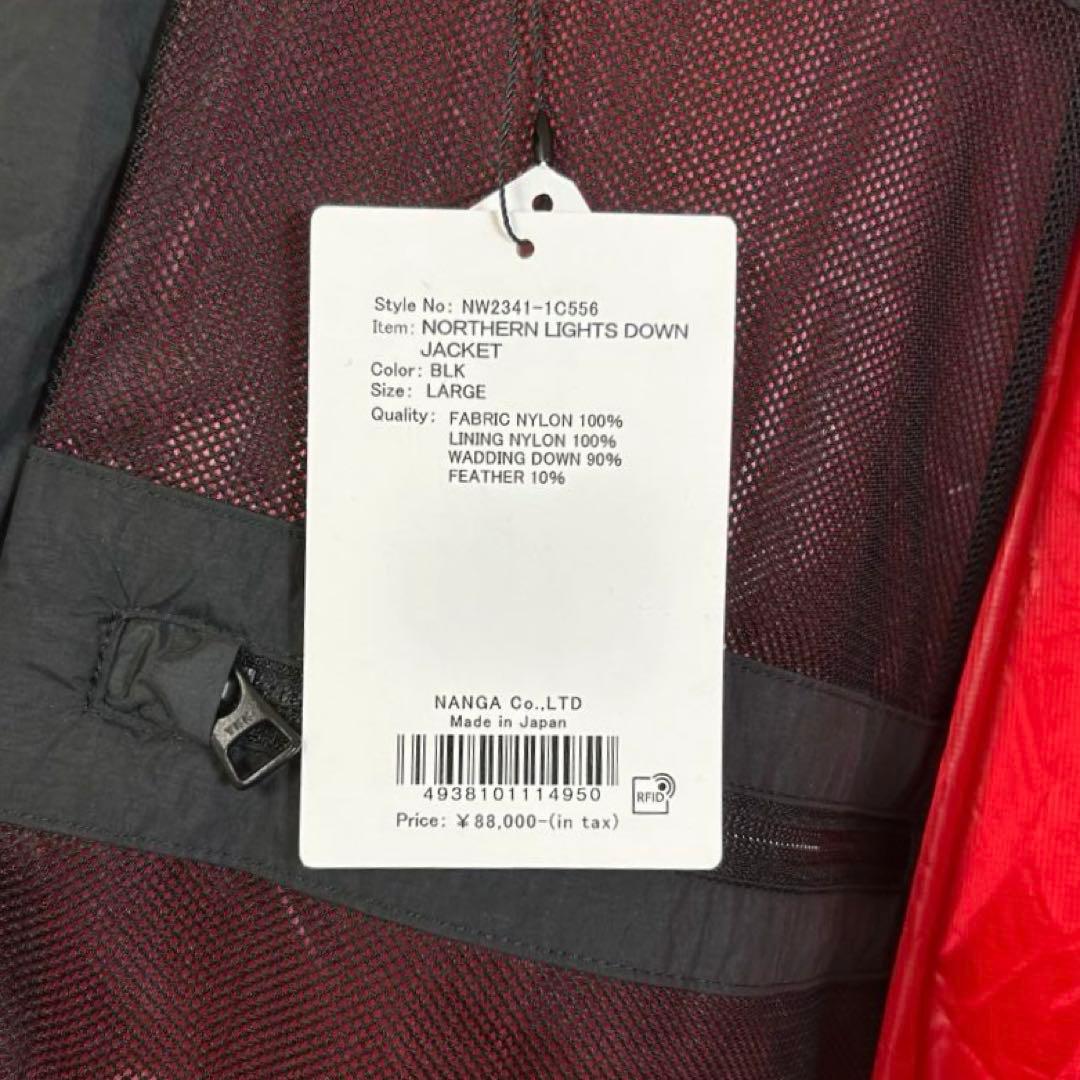 Style No: NW2341-1C556
Item: NORTHERN LIGHTS DOWN
JACKET
Color: BLK
Size: LARGE
Quality: FABRIC NYLON 100%
LINING NYLON 100%
WADDING DOWN 90%
FEATHER 10%
NANGA Co.,LTD
Made in Japan
4938101114950
RFID
Price: ¥88,000-(in tax)
YKK